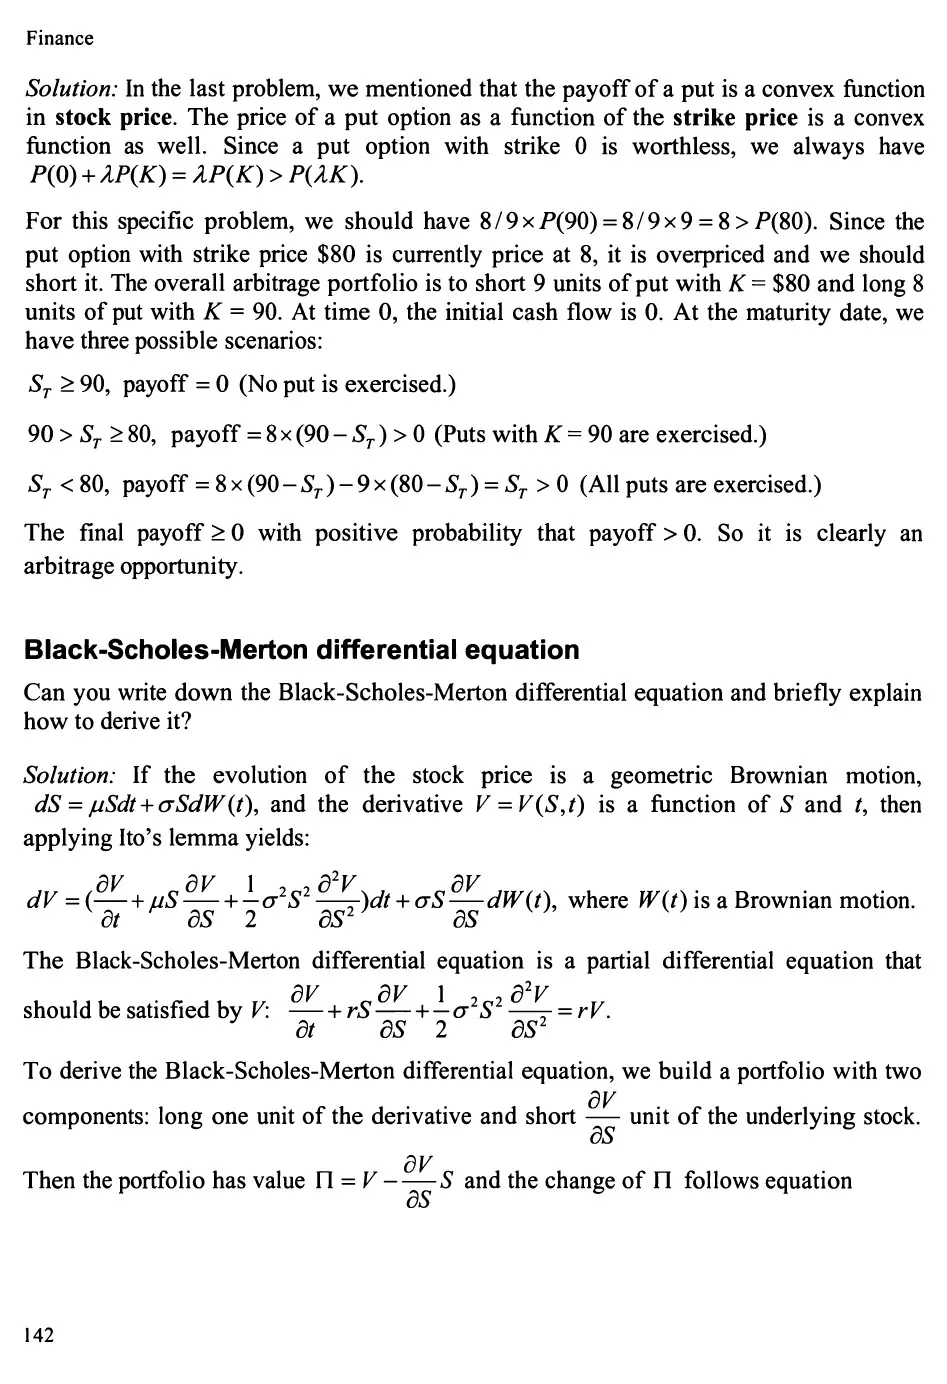 Finance
Solution: In the last problem, we mentioned that the payoff of a put is a convex function
in stock price. The price of a put option as a function of the strike price is a convex
function as well. Since a put option with strike 0 is worthless, we always have
P(0) + λP(K) = λP(K) > P(λK).
For this specific problem, we should have 8/9 × P(90) = 8/9 × 9 = 8 > P(80). Since the
put option with strike price $80 is currently price at 8, it is overpriced and we should
short it. The overall arbitrage portfolio is to short 9 units of put with K = $80 and long 8
units of put with K = 90. At time 0, the initial cash flow is 0. At the maturity date, we
have three possible scenarios:
S_T ≥ 90, payoff = 0 (No put is exercised.)
90 > S_T ≥ 80, payoff = 8 × (90 − S_T) > 0 (Puts with K = 90 are exercised.)
S_T < 80, payoff = 8 × (90 − S_T) − 9 × (80 − S_T) = S_T > 0 (All puts are exercised.)
The final payoff ≥ 0 with positive probability that payoff > 0. So it is clearly an
arbitrage opportunity.
Black-Scholes-Merton differential equation
Can you write down the Black-Scholes-Merton differential equation and briefly explain
how to derive it?
Solution: If the evolution of the stock price is a geometric Brownian motion,
dS = μSdt + σSdW(t), and the derivative V = V(S,t) is a function of S and t, then
applying Ito's lemma yields:
dV = (∂V/∂t + μS ∂V/∂S + 1/2 σ²S² ∂²V/∂S²)dt + σS ∂V/∂S dW(t), where W(t) is a Brownian motion.
The Black-Scholes-Merton differential equation is a partial differential equation that
should be satisfied by V: ∂V/∂t + rS ∂V/∂S + 1/2 σ²S² ∂²V/∂S² = rV.
To derive the Black-Scholes-Merton differential equation, we build a portfolio with two
components: long one unit of the derivative and short ∂V/∂S unit of the underlying stock.
Then the portfolio has value Π = V − ∂V/∂S S and the change of Π follows equation
142